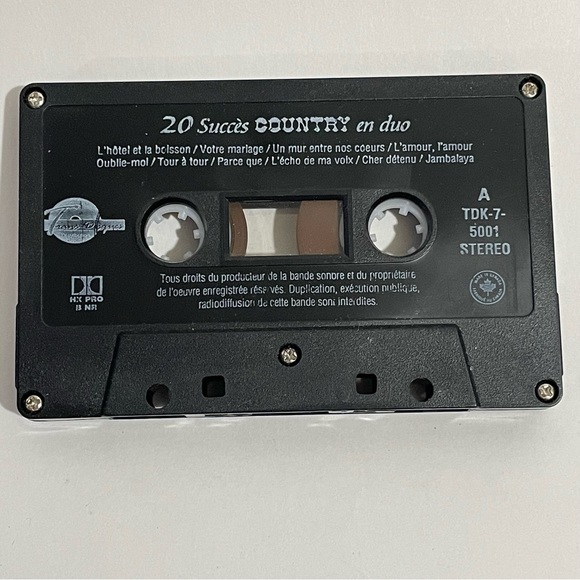 20 Succès COUNTRY en duo
L'hôtel et la boisson / Votre mariage / Un mur entre nos coeurs / L'amour, l'amour
Oublie-moi / Tour à tour / Parce que / L'écho de ma voix / Cher détenu / Jambalaya
A
TDK-7-
5001
STEREO
Tous droits du producteur de la bande sonore et du propriétaire
de l'oeuvre enregistrée réservés. Duplication, exécution publique,
radiodiffusion de cette bande sont interdites.
HX PRO
B NR